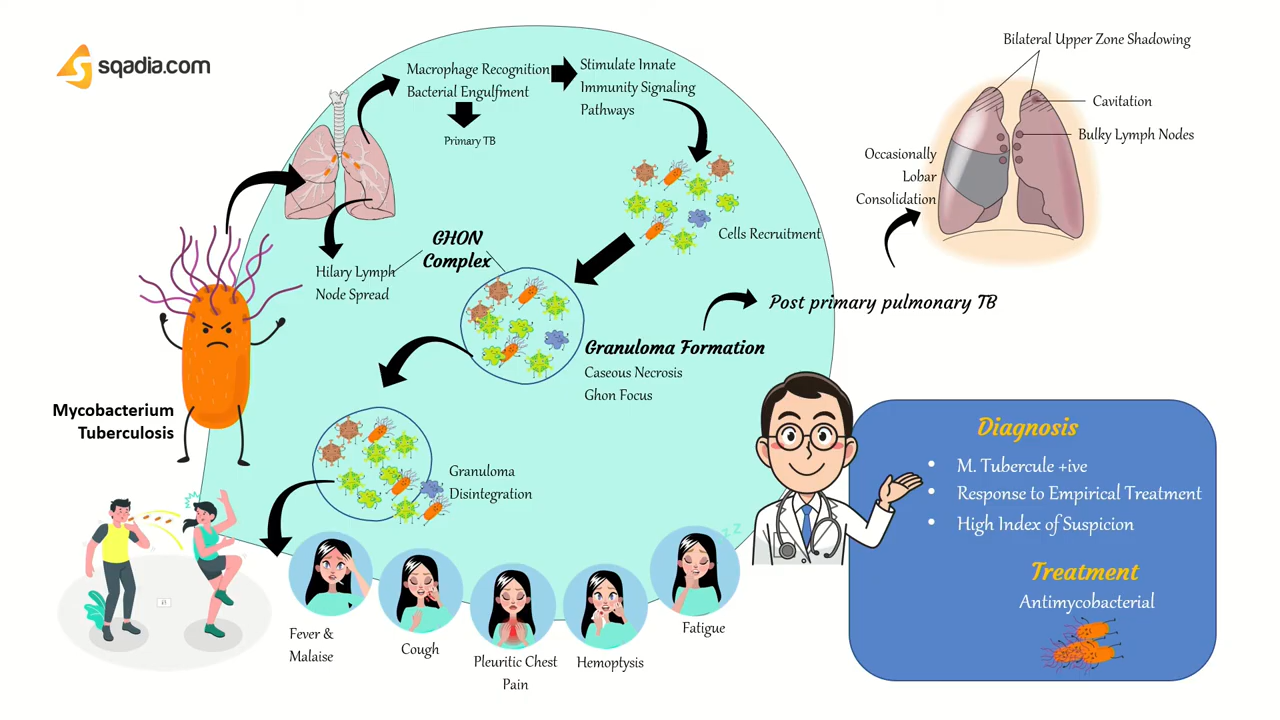 sqadia.com
Macrophage Recognition
Bacterial Engulfment
Primary TB
Stimulate Innate
Immunity Signaling
Pathways
Bilateral Upper Zone Shadowing
Cavitation
Bulky Lymph Nodes
Occasionally
Lobar
Consolidation
Cells Recruitment
GHON
Complex
Hilary Lymph
Node Spread
Post primary pulmonary TB
Granuloma Formation
Caseous Necrosis
Ghon Focus
Mycobacterium
Tuberculosis
Granuloma
Disintegration
Diagnosis
• M. Tubercule +ive
• Response to Empirical Treatment
• High Index of Suspicion
Treatment
Antimycobacterial
Fever &
Malaise
Cough
Pleuritic Chest
Pain
Hemoptysis
Fatigue
z z